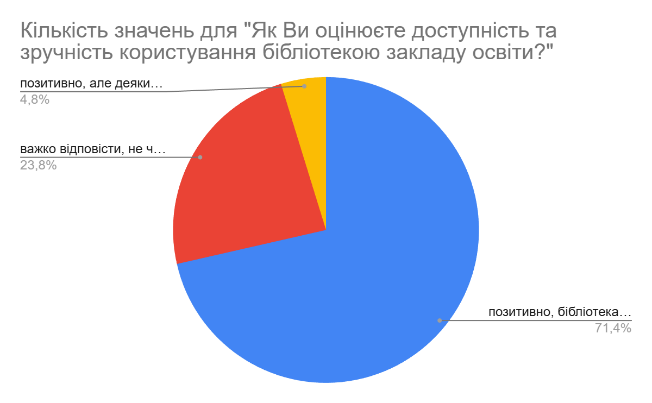 Кількість значень для "Як Ви оцінюєте доступність та
зручність користування бібліотекою закладу освіти?"
позитивно, але деяки…
4,8%
важко відповісти, не ч…
23,8%
позитивно, бібліотека…
71,4%